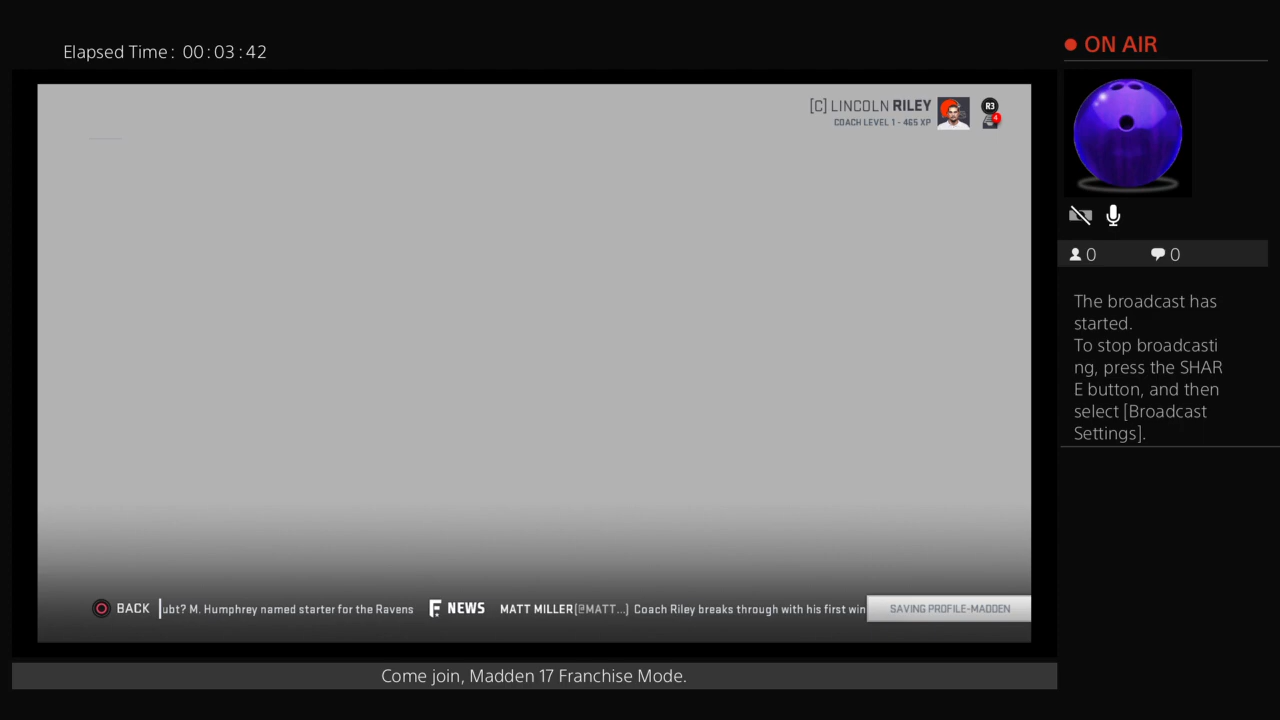 Elapsed Time: 00:03:42
ON AIR
[C] LINCOLN RILEY
COACH LEVEL 1 - 465 XP
R3
4
0 0
The broadcast has
started.
To stop broadcasti
ng, press the SHAR
E button, and then
select [Broadcast
Settings].
BACK ubt? M. Humphrey named starter for the Ravens NEWS MATT MILLER(@MATT...) Coach Riley breaks through with his first win SAVING PROFILE-MADDEN
Come join, Madden 17 Franchise Mode.